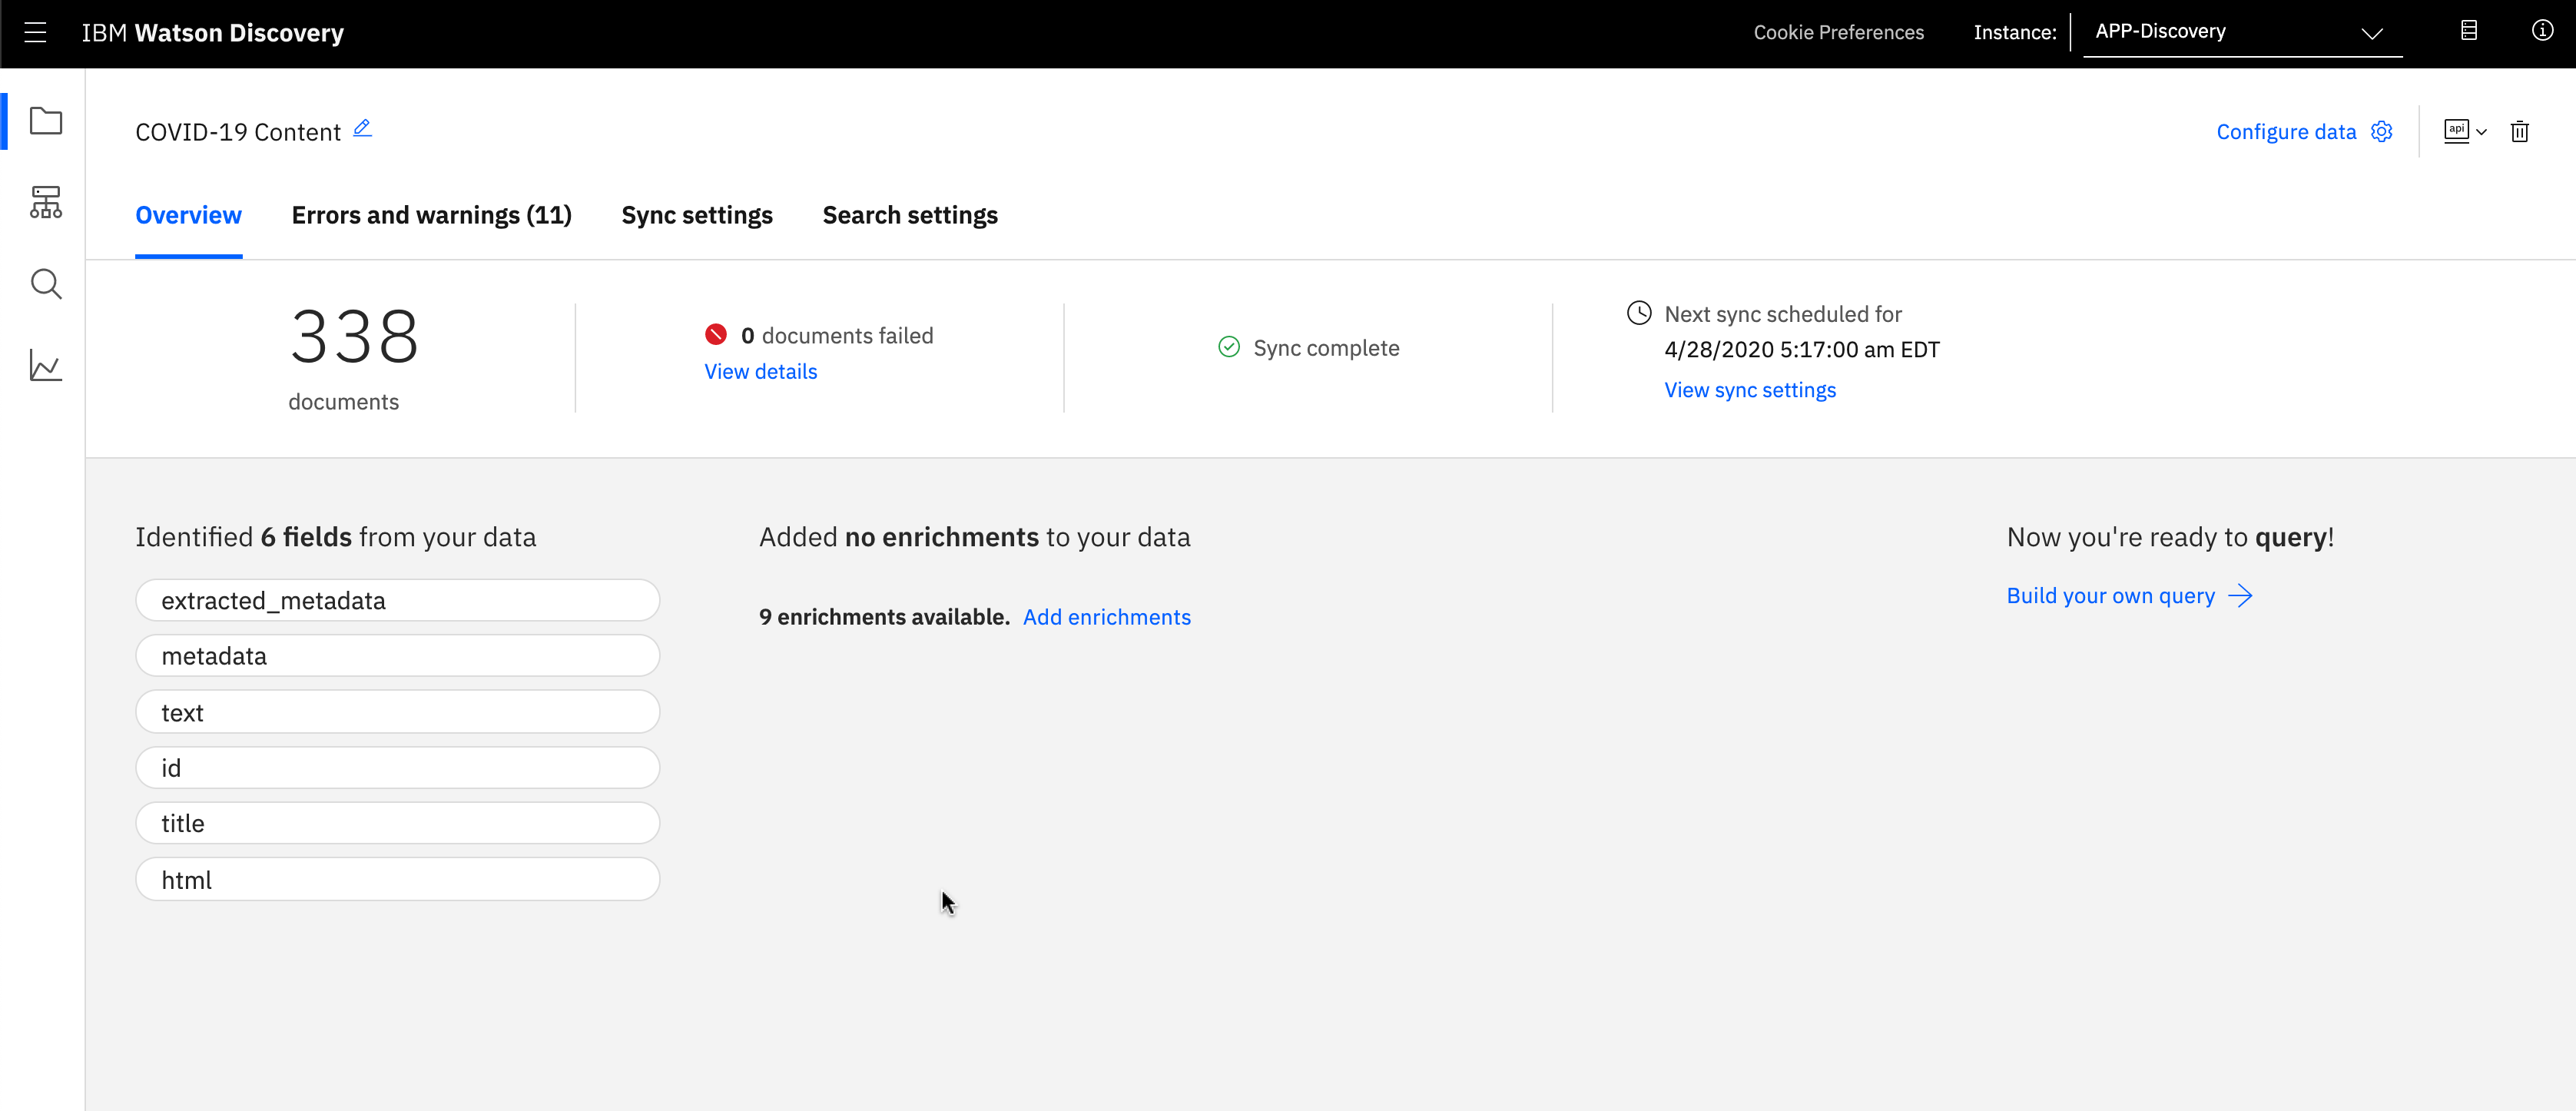 IBM Watson Discovery
Cookie Preferences
Instance:
APP-Discovery
COVID-19 Content
Configure data
api
Overview
Errors and warnings (11)
Sync settings
Search settings
338
documents
0 documents failed
View details
Sync complete
Next sync scheduled for
4/28/2020 5:17:00 am EDT
View sync settings
Identified 6 fields from your data
extracted_metadata
metadata
text
id
title
html
Added no enrichments to your data
9 enrichments available. Add enrichments
Now you're ready to query!
Build your own query